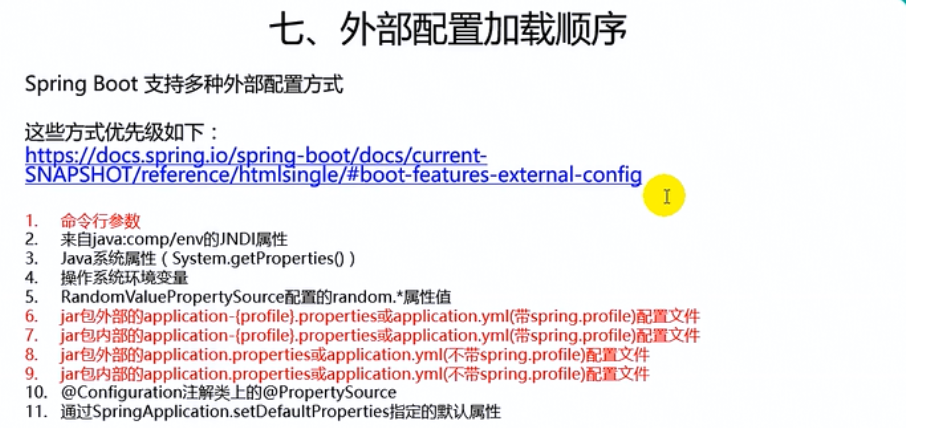 七、外部配置加载顺序
Spring Boot 支持多种外部配置方式
这些方式优先级如下：
https://docs.spring.io/spring-boot/docs/current-
SNAPSHOT/reference/htmlsingle/#boot-features-external-config
1. 命令行参数
2. 来自java:comp/env的JNDI属性
3. Java系统属性（System.getProperties()）
4. 操作系统环境变量
5. RandomValuePropertySource配置的random.*属性值
6. jar包外部的application-{profile}.properties或application.yml(带spring.profile)配置文件
7. jar包内部的application-{profile}.properties或application.yml(带spring.profile)配置文件
8. jar包外部的application.properties或application.yml(不带spring.profile)配置文件
9. jar包内部的application.properties或application.yml(不带spring.profile)配置文件
10. @Configuration注解类上的@PropertySource
11. 通过SpringApplication.setDefaultProperties指定的默认属性